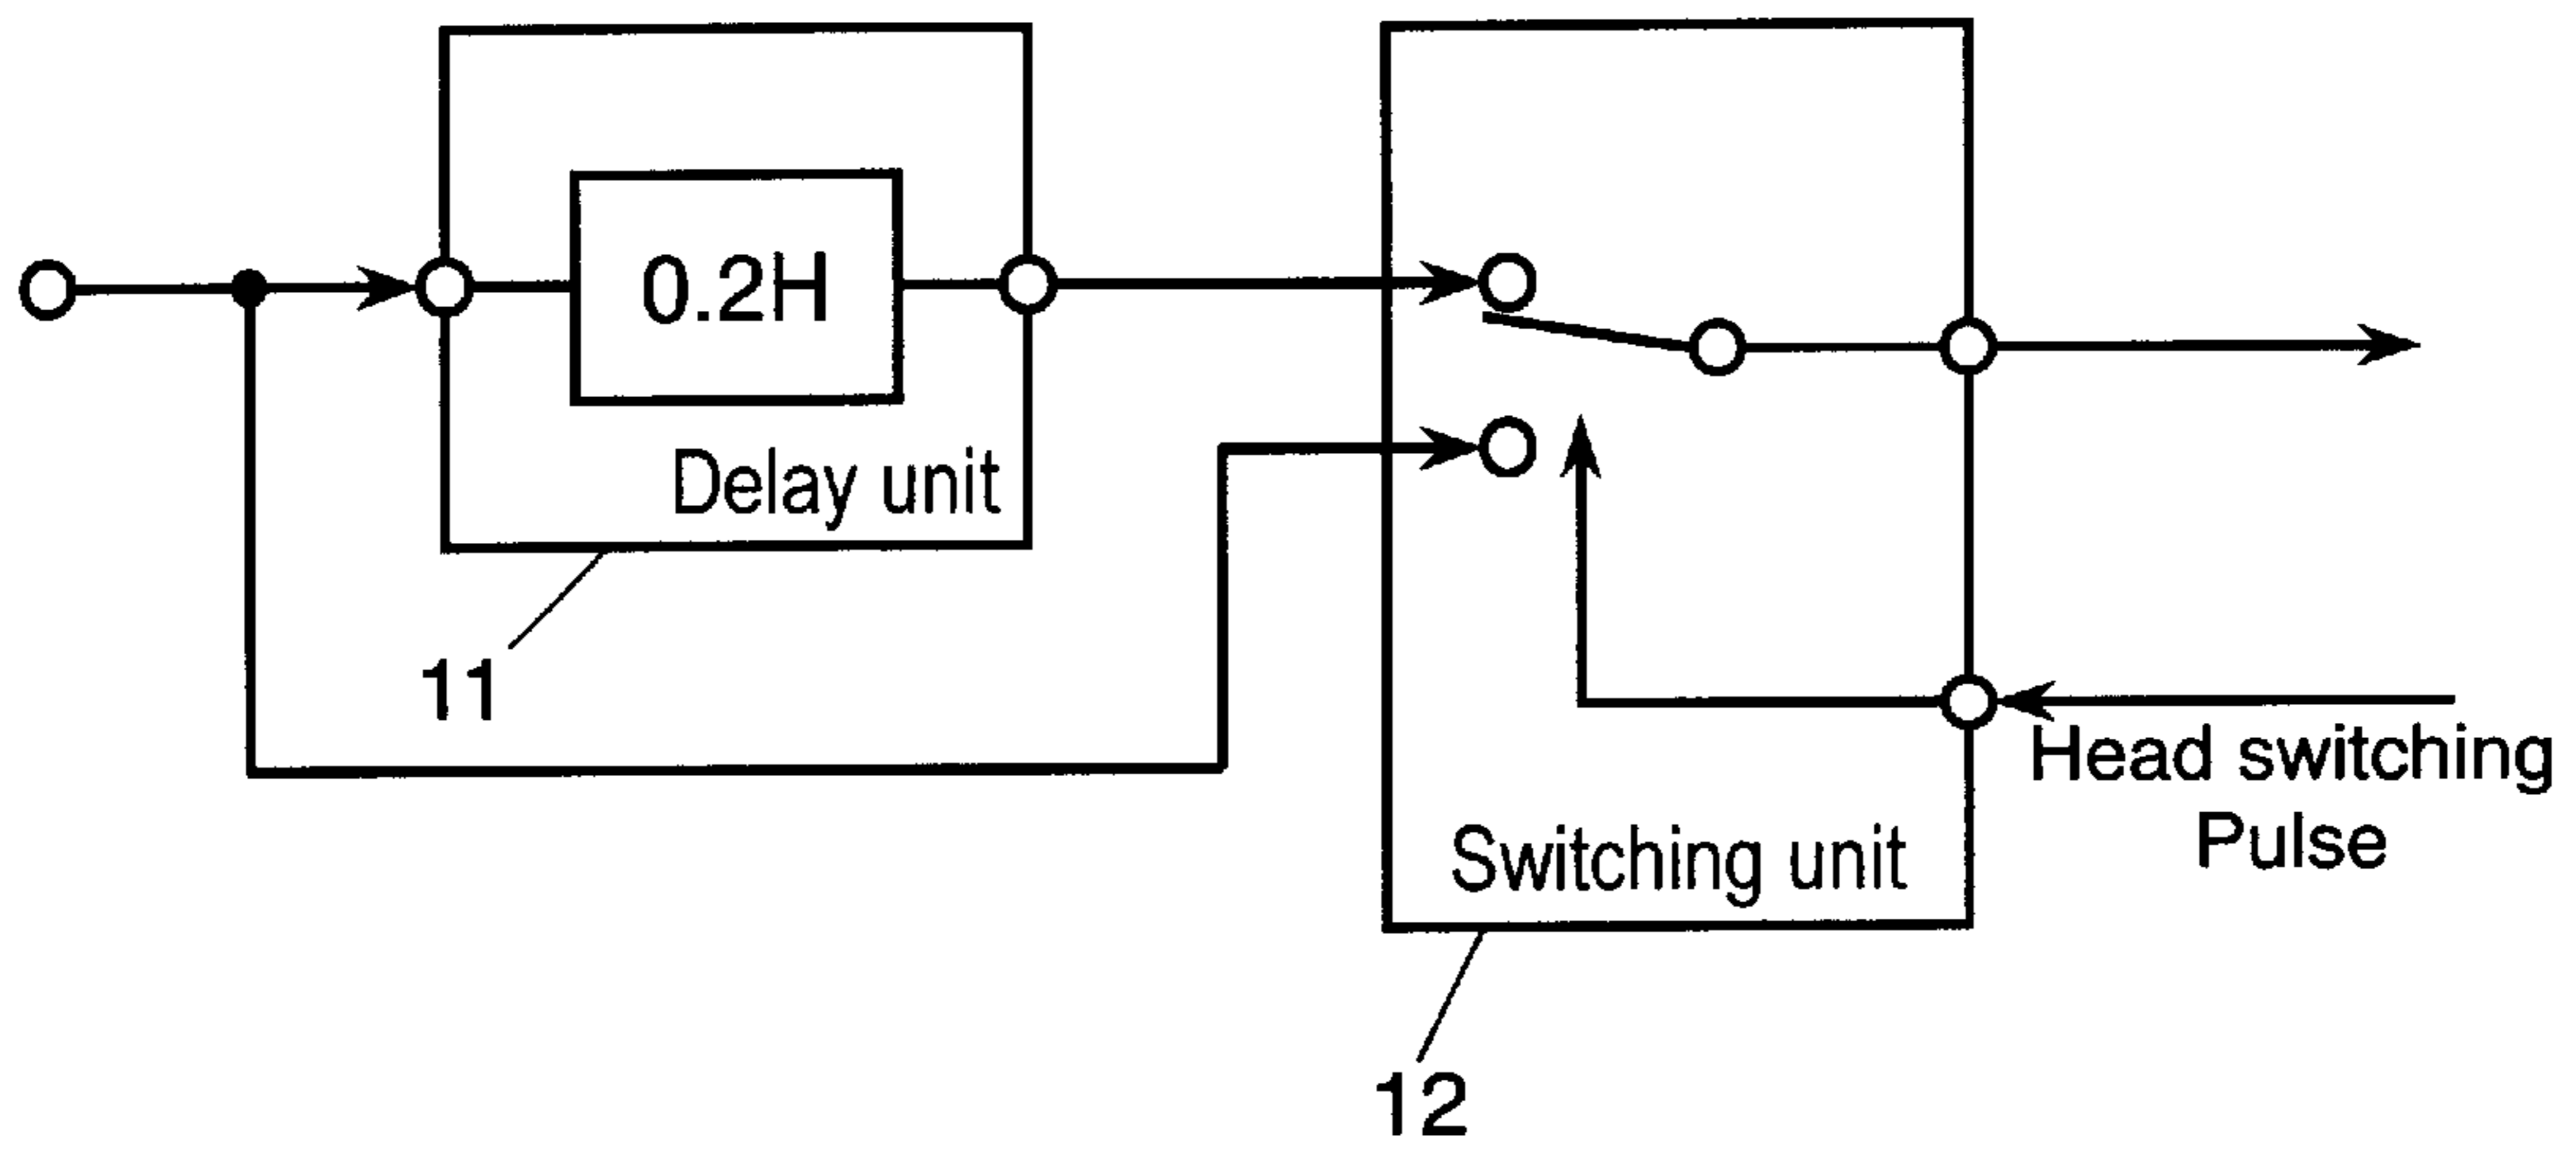 0.2H
Delay unit
11
Head switching
Pulse
Switching unit
12